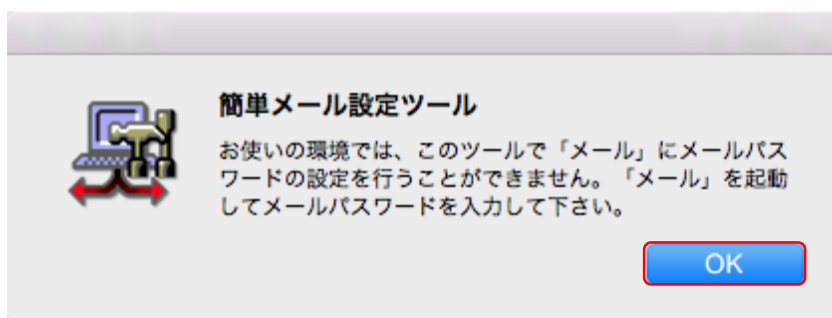 簡単メール設定ツール
お使いの環境では、このツールで「メール」にメールパス
ワードの設定を行うことができません。「メール」を起動
してメールパスワードを入力して下さい。
OK